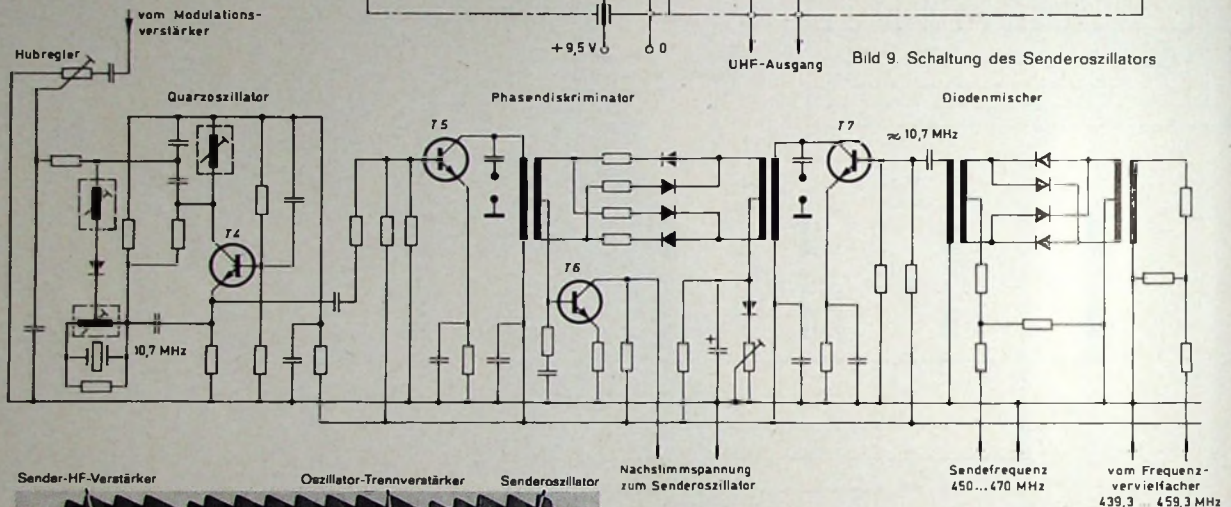 vom Modulations-
verstärker
+9,5 V
0
UHF-Ausgang
Bild 9. Schaltung des Senderoszillators
Hubregler
Quarzoszillator
Phasendiskriminator
Diodenmischer
T5
T7
≈ 10,7 MHz
T4
T6
10,7 MHz
+
Nachstimmspannung
zum Senderoszillator
Sendefrequenz
450...470 MHz
vom Frequenz-
vervielfacher
439,3 ... 459,3 MHz
Sender-HF-Verstärker
Oszillator-Trennverstärker
Senderoszillator